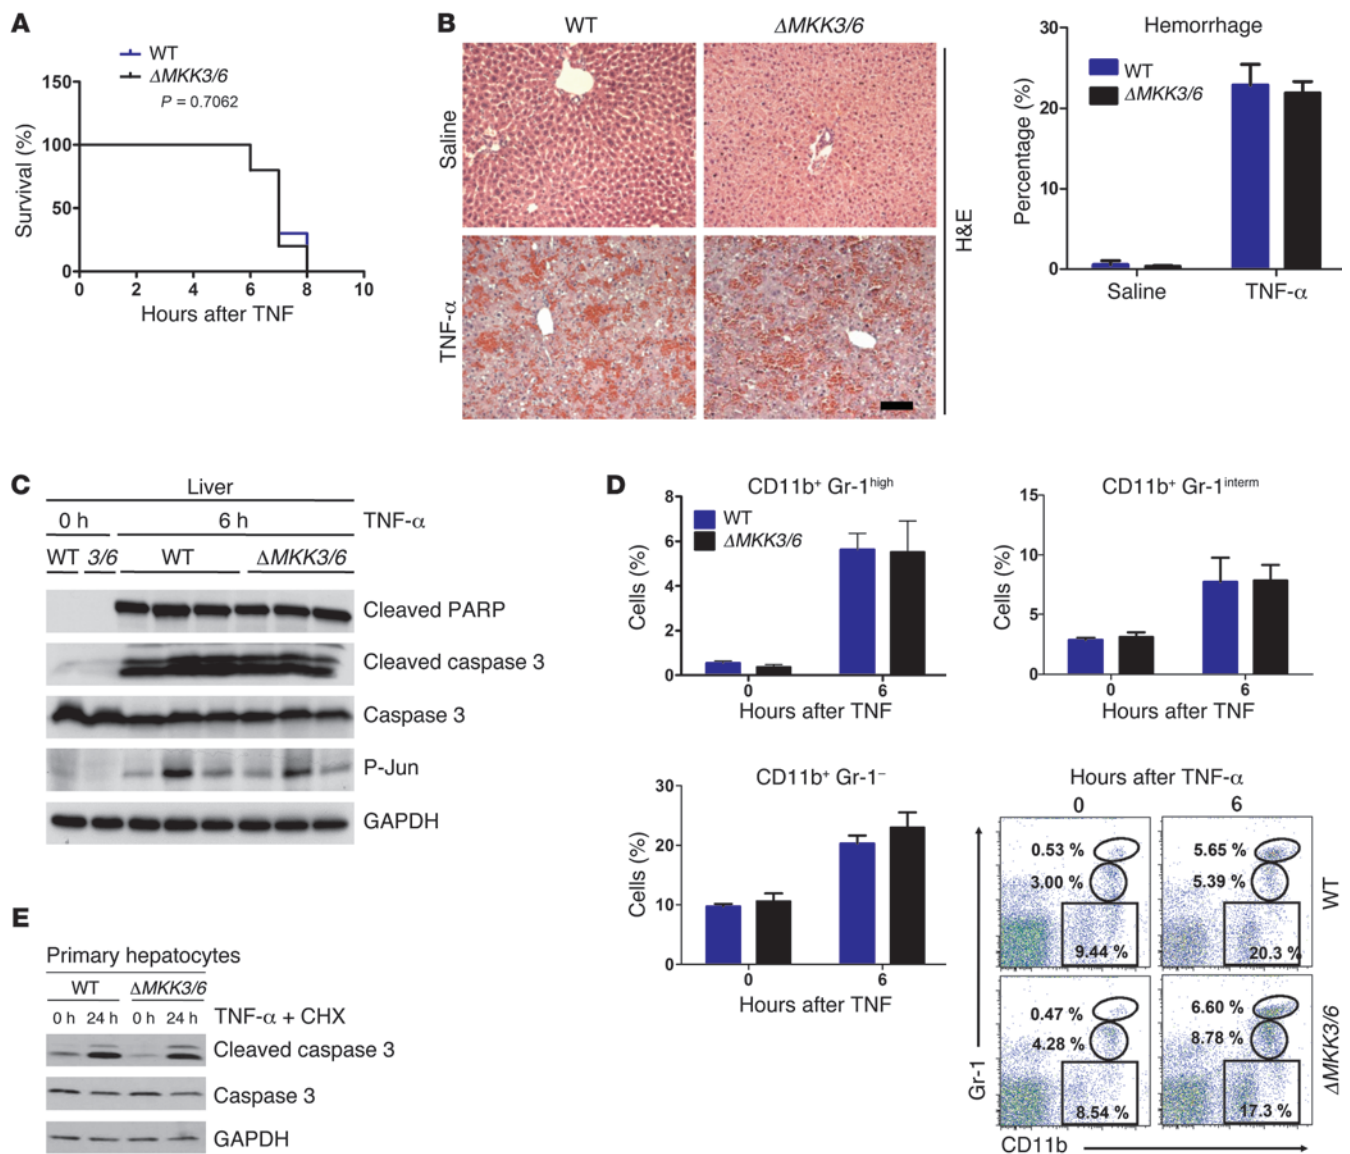 A
WT
ΔMKK3/6
P = 0.7062
Survival (%)
150
100
50
0
0 2 4 6 8 10
Hours after TNF
B
WT ΔMKK3/6
Saline
TNF-α
H&E
Hemorrhage
WT
ΔMKK3/6
Percentage (%)
30
20
10
0
Saline TNF-α
C
Liver
0 h 6 h TNF-α
WT 3/6 WT ΔMKK3/6
Cleaved PARP
Cleaved caspase 3
Caspase 3
P-Jun
GAPDH
D
CD11b⁺ Gr-1ʰⁱᵍʰ
WT
ΔMKK3/6
Cells (%)
8
6
4
2
0
0 6
Hours after TNF
CD11b⁺ Gr-1ⁱⁿᵗᵉʳᵐ
Cells (%)
15
10
5
0
0 6
Hours after TNF
CD11b⁺ Gr-1⁻
Cells (%)
30
20
10
0
0 6
Hours after TNF
Hours after TNF-α
0 6
0.53 % 5.65 %
3.00 % 5.39 %
9.44 % 20.3 %
WT
0.47 % 6.60 %
4.28 % 8.78 %
8.54 % 17.3 %
ΔMKK3/6
Gr-1
CD11b
E
Primary hepatocytes
WT ΔMKK3/6
0 h 24 h 0 h 24 h TNF-α + CHX
Cleaved caspase 3
Caspase 3
GAPDH